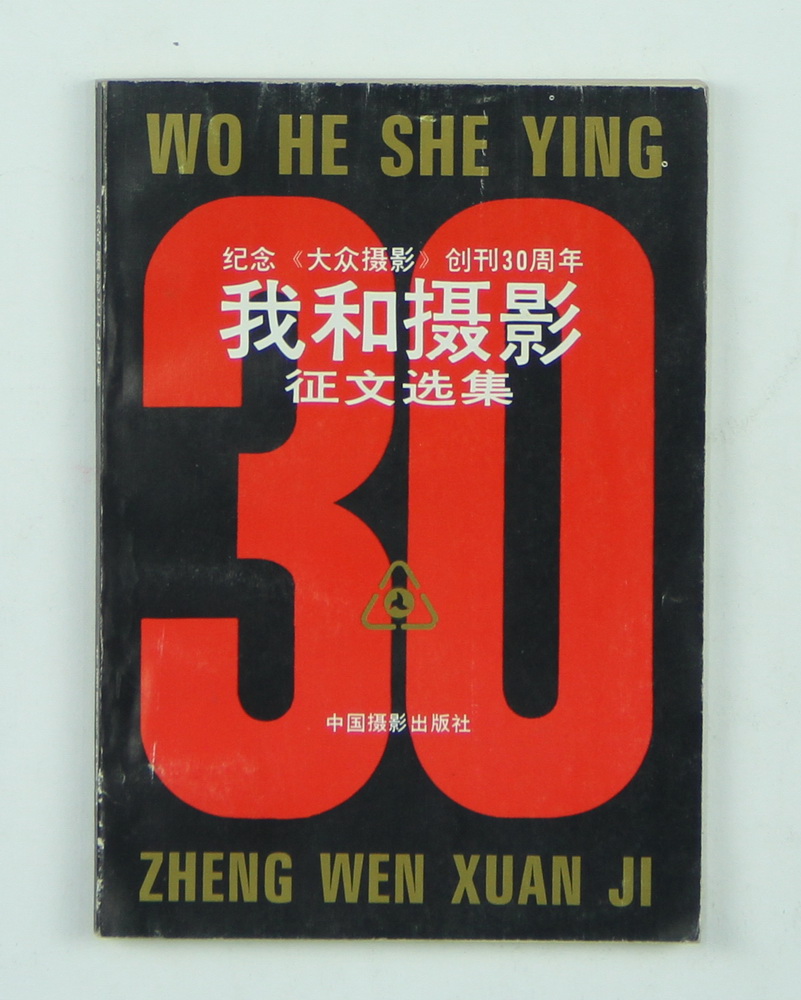 WO HE SHE YING
30
纪念《大众摄影》创刊30周年
我和摄影
征文选集
中国摄影出版社
ZHENG WEN XUAN JI